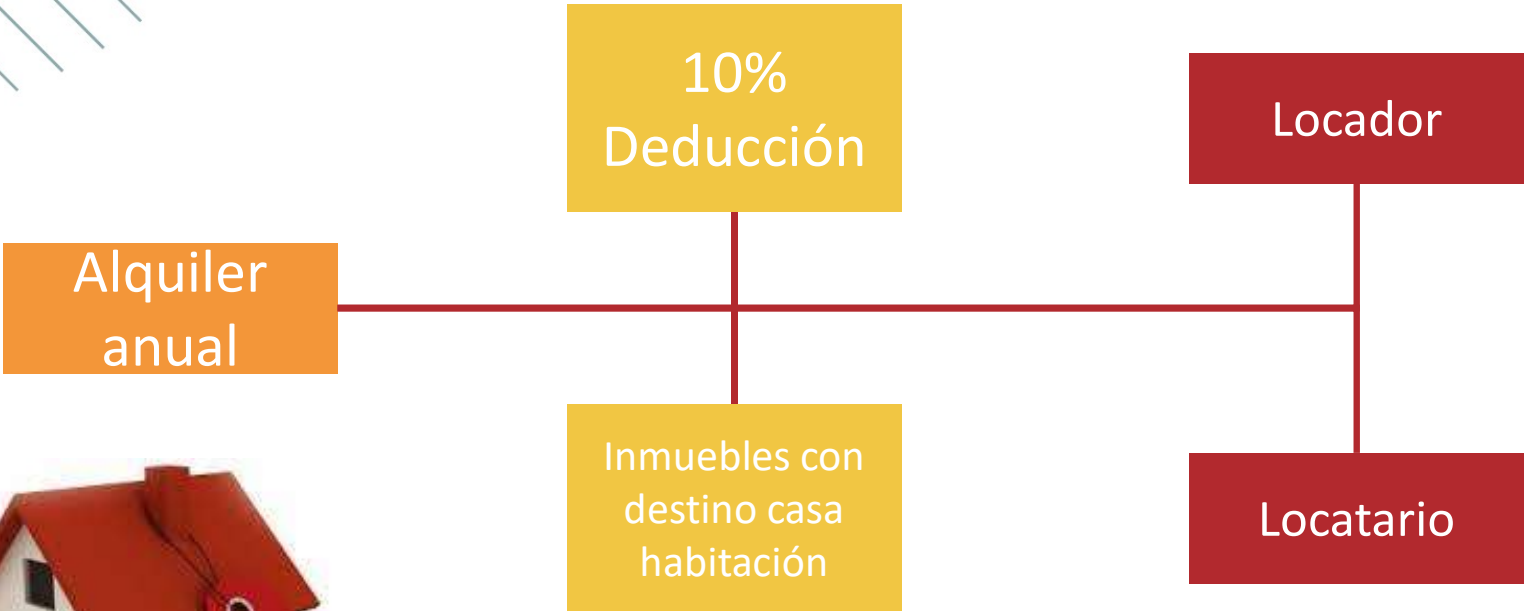 10%
Deducción
Locador
Alquiler
anual
Inmuebles con
destino casa
habitación
Locatario